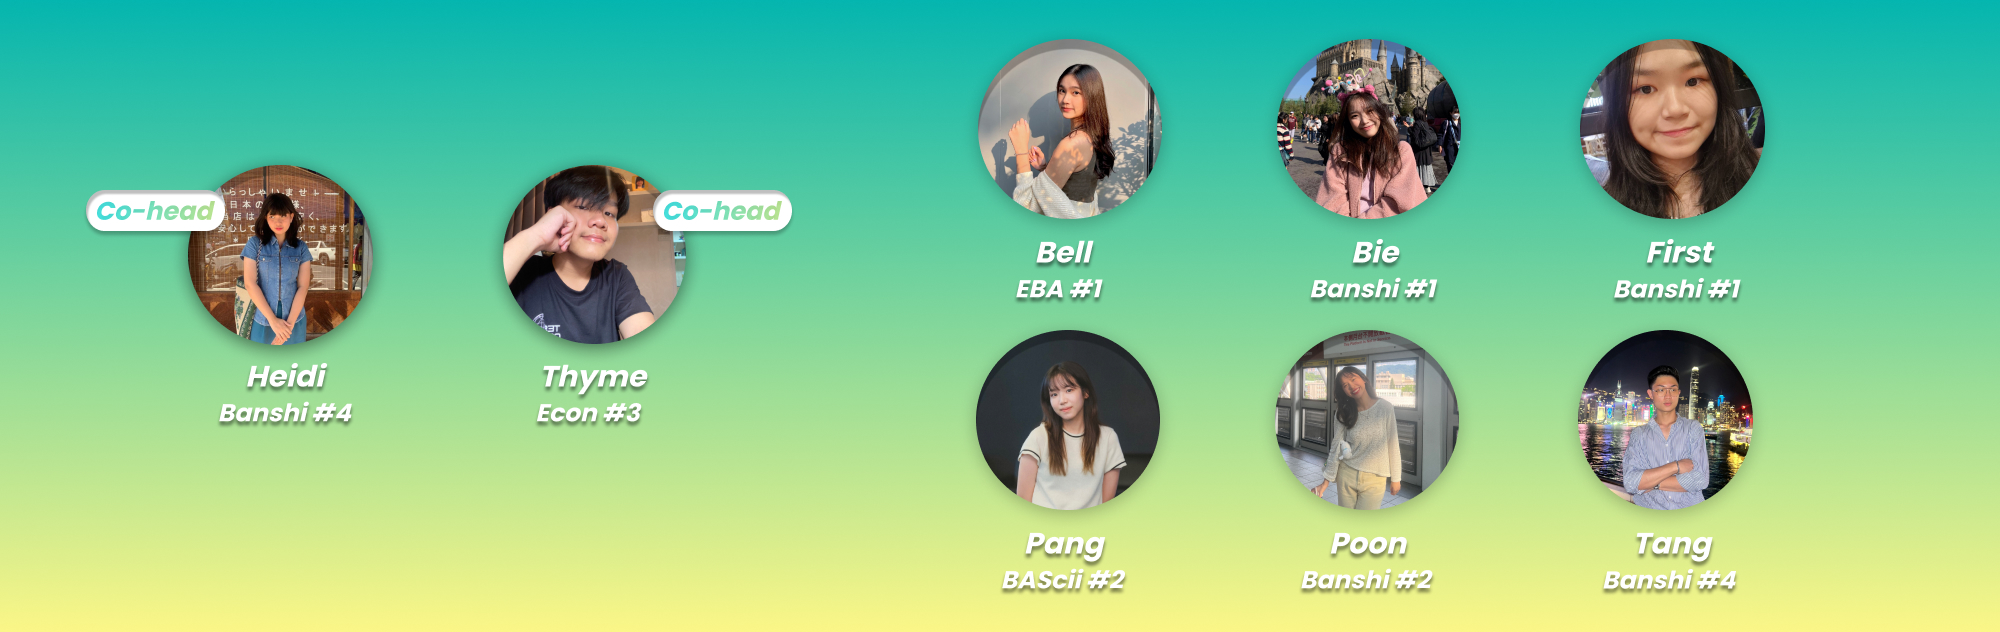 Co-head
Heidi
Banshi #4
Co-head
Thyme
Econ #3
Bell
EBA #1
Bie
Banshi #1
First
Banshi #1
Pang
BAScii #2
Poon
Banshi #2
Tang
Banshi #4